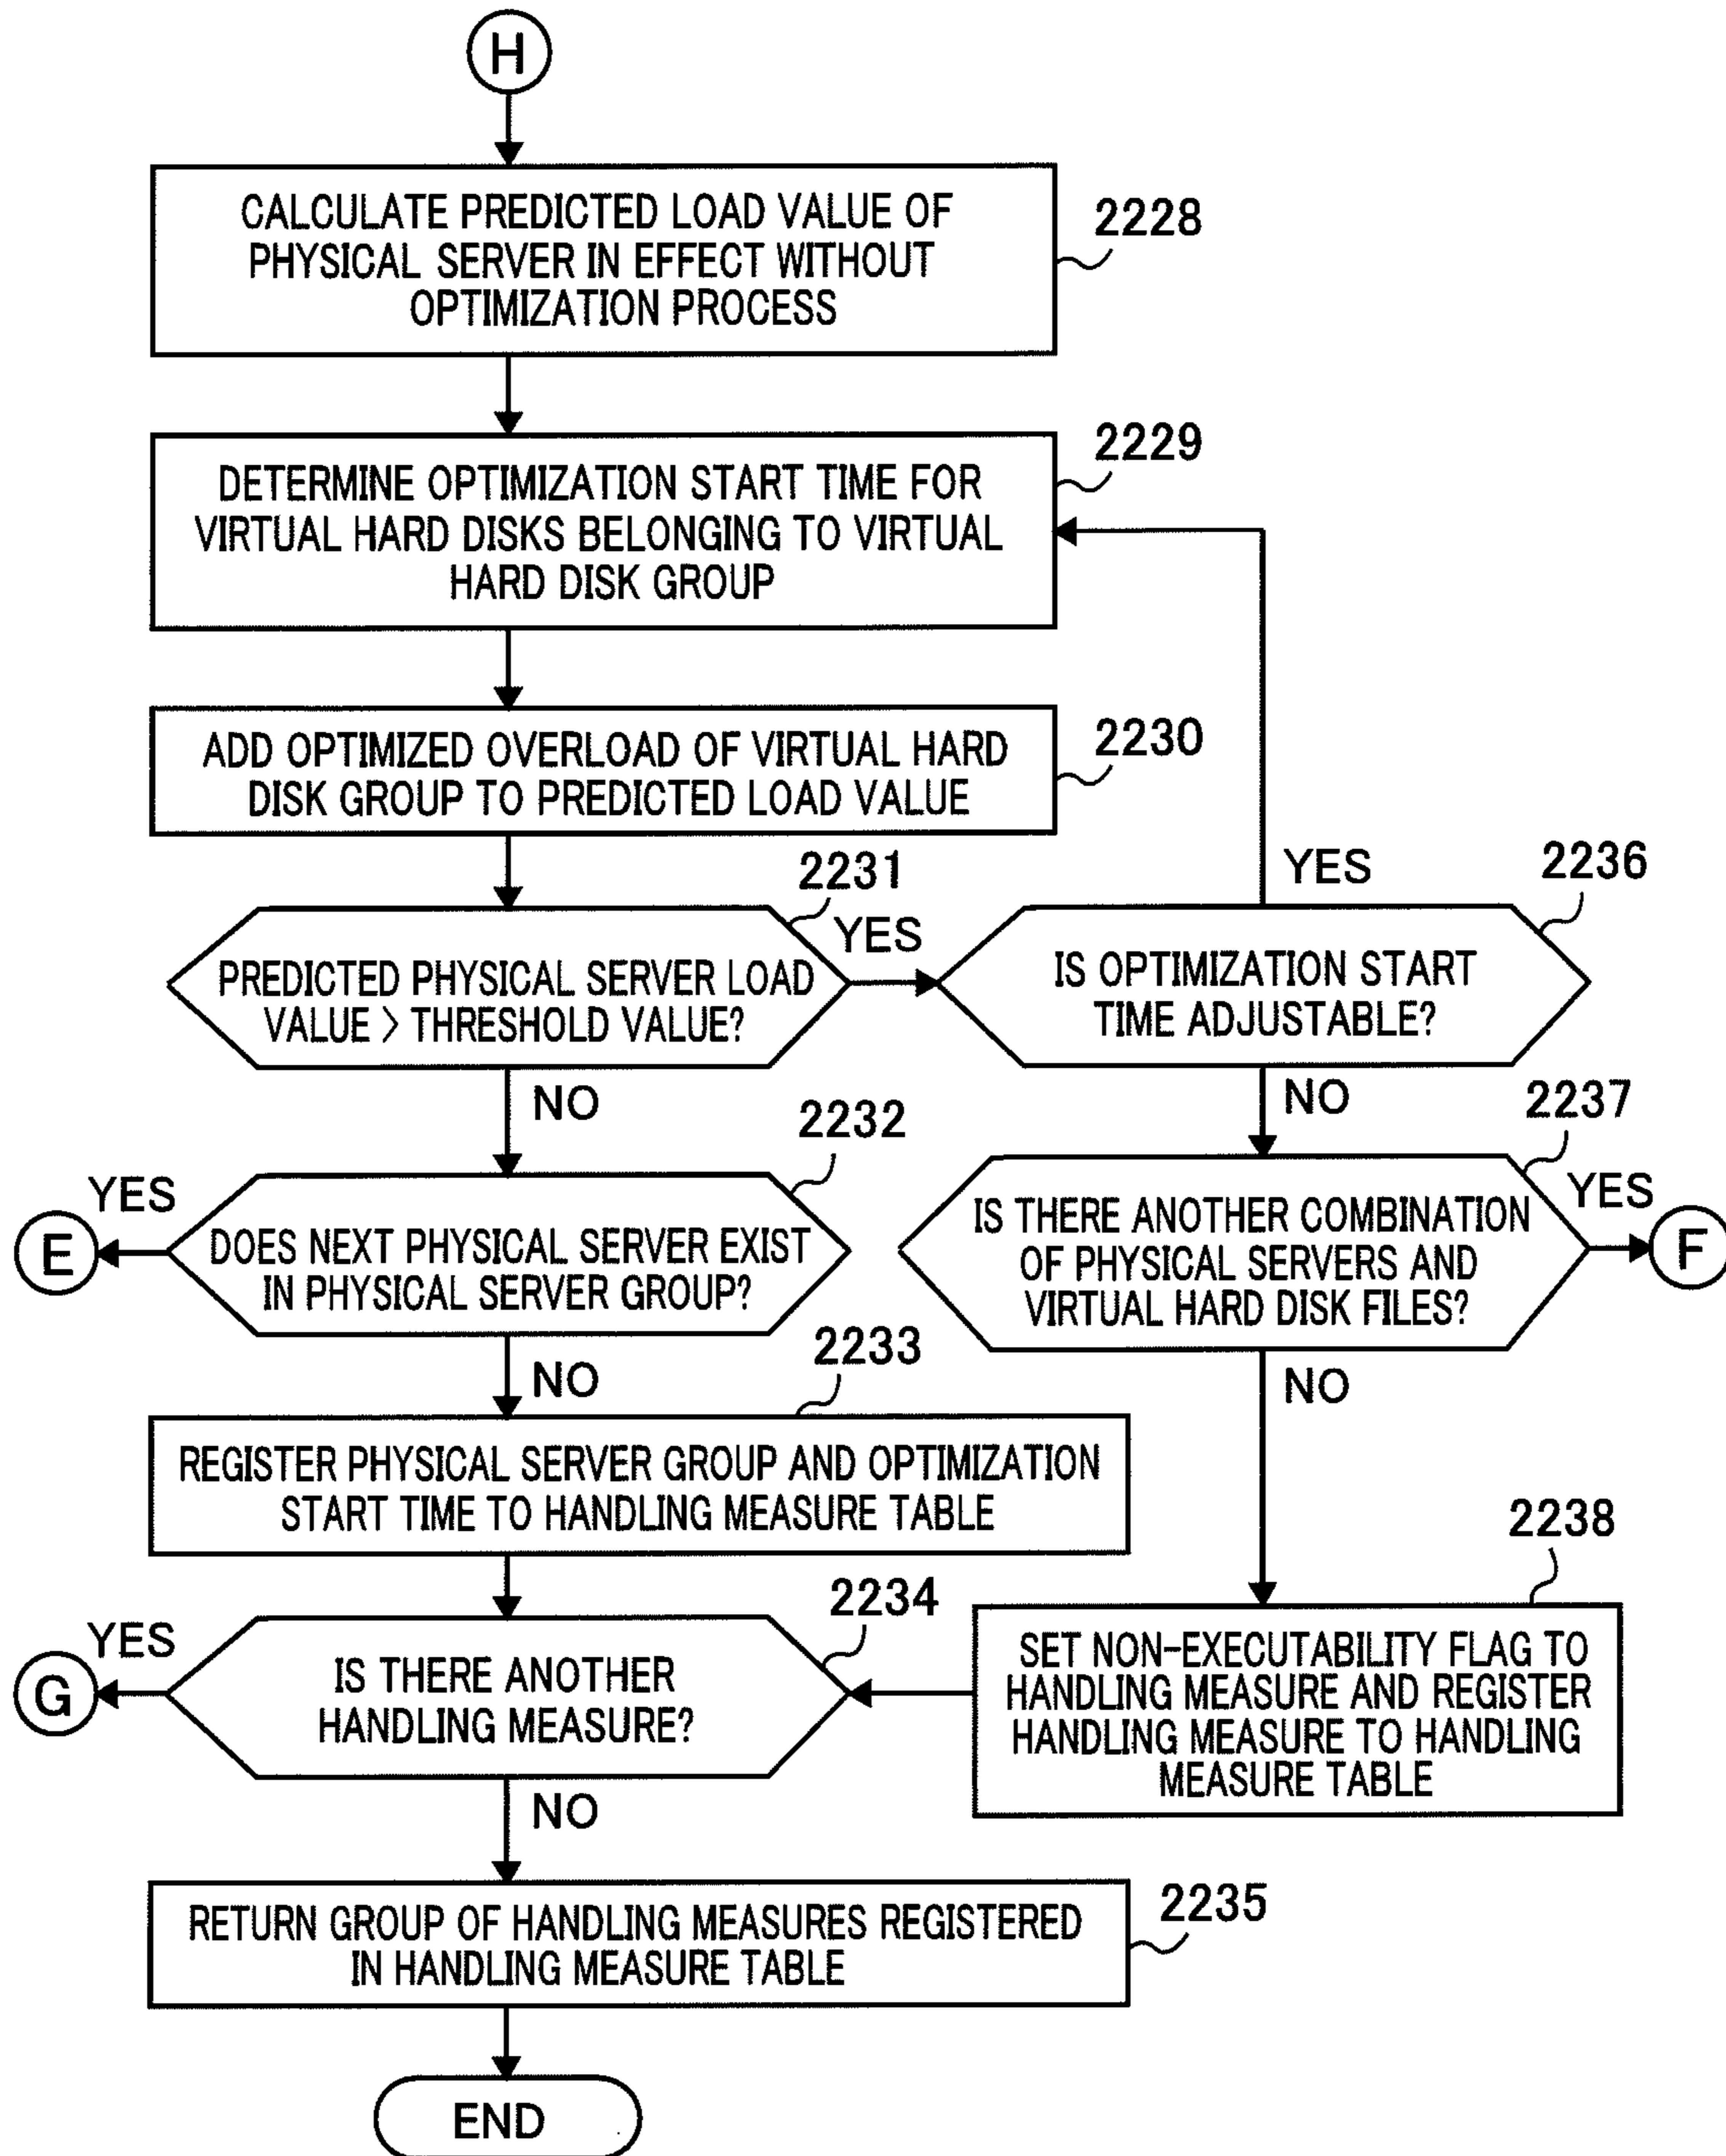 H
CALCULATE PREDICTED LOAD VALUE OF
PHYSICAL SERVER IN EFFECT WITHOUT
OPTIMIZATION PROCESS
2228
DETERMINE OPTIMIZATION START TIME FOR
VIRTUAL HARD DISKS BELONGING TO VIRTUAL
HARD DISK GROUP
2229
ADD OPTIMIZED OVERLOAD OF VIRTUAL HARD
DISK GROUP TO PREDICTED LOAD VALUE
2230
2231
PREDICTED PHYSICAL SERVER LOAD
VALUE > THRESHOLD VALUE?
YES
NO
2236
YES
IS OPTIMIZATION START
TIME ADJUSTABLE?
NO
2232
YES
E
DOES NEXT PHYSICAL SERVER EXIST
IN PHYSICAL SERVER GROUP?
NO
2237
IS THERE ANOTHER COMBINATION
OF PHYSICAL SERVERS AND
VIRTUAL HARD DISK FILES?
YES
F
NO
2233
REGISTER PHYSICAL SERVER GROUP AND OPTIMIZATION
START TIME TO HANDLING MEASURE TABLE
2238
SET NON-EXECUTABILITY FLAG TO
HANDLING MEASURE AND REGISTER
HANDLING MEASURE TO HANDLING
MEASURE TABLE
2234
YES
G
IS THERE ANOTHER
HANDLING MEASURE?
NO
RETURN GROUP OF HANDLING MEASURES REGISTERED
IN HANDLING MEASURE TABLE
2235
END